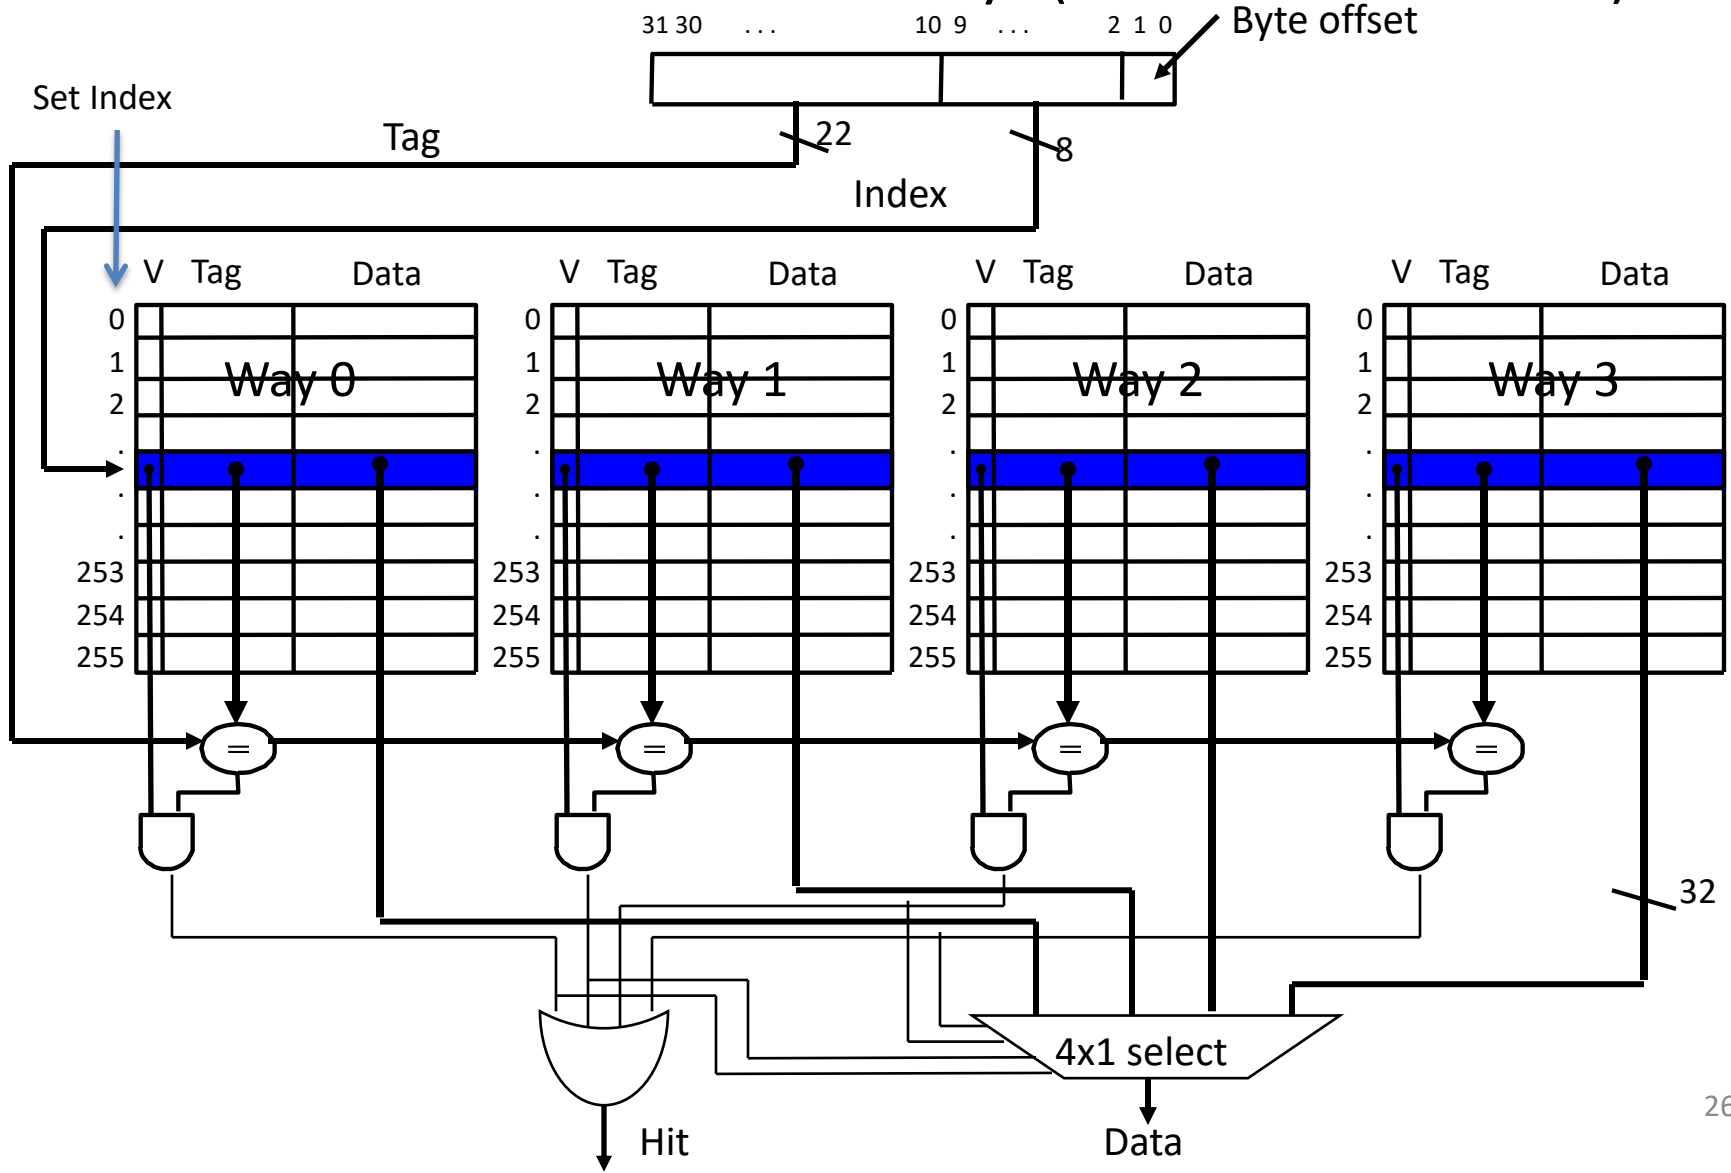 31 30 ... 10 9 ... 2 1 0
Byte offset
Set Index
Tag
22
8
Index
V Tag Data V Tag Data V Tag Data V Tag Data
0 0 0 0
1 1 1 1
Way 0 Way 1 Way 2 Way 3
2 2 2 2
. . . .
. . . .
. . . .
253 253 253 253
254 254 254 254
255 255 255 255
= = = =
32
4x1 select
26
Hit Data